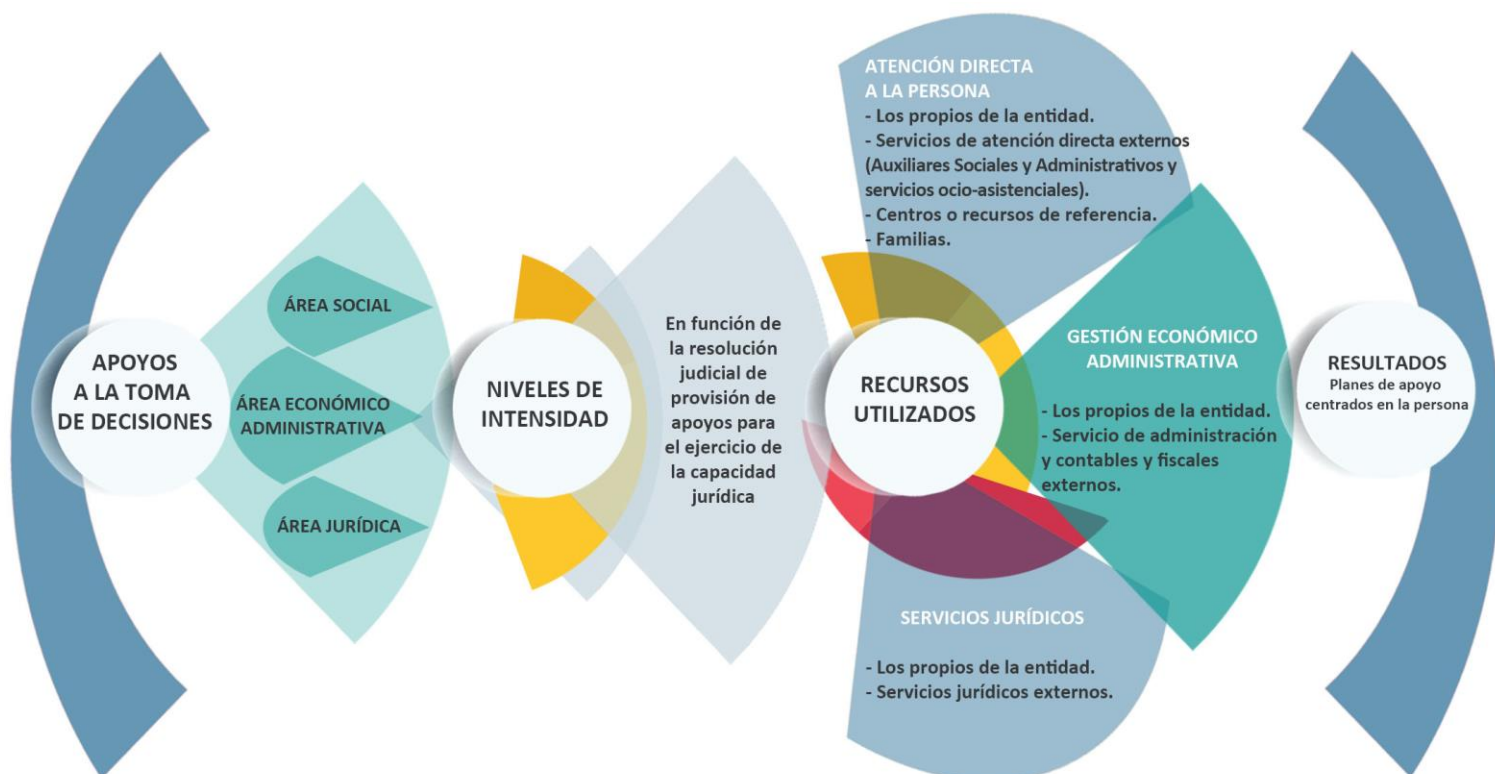 APOYOS
A LA TOMA
DE DECISIONES
ÁREA SOCIAL
ÁREA ECONÓMICO
ADMINISTRATIVA
ÁREA JURÍDICA
NIVELES DE
INTENSIDAD
En función de
la resolución
judicial de
provisión de
apoyos para
el ejercicio de
la capacidad
jurídica
RECURSOS
UTILIZADOS
ATENCIÓN DIRECTA
A LA PERSONA
- Los propios de la entidad.
- Servicios de atención directa externos
(Auxiliares Sociales y Administrativos y
servicios ocio-asistenciales).
- Centros o recursos de referencia.
- Familias.
GESTIÓN ECONÓMICO
ADMINISTRATIVA
- Los propios de la entidad.
- Servicio de administración
y contables y fiscales
externos.
SERVICIOS JURÍDICOS
- Los propios de la entidad.
- Servicios jurídicos externos.
RESULTADOS
Planes de apoyo
centrados en la persona